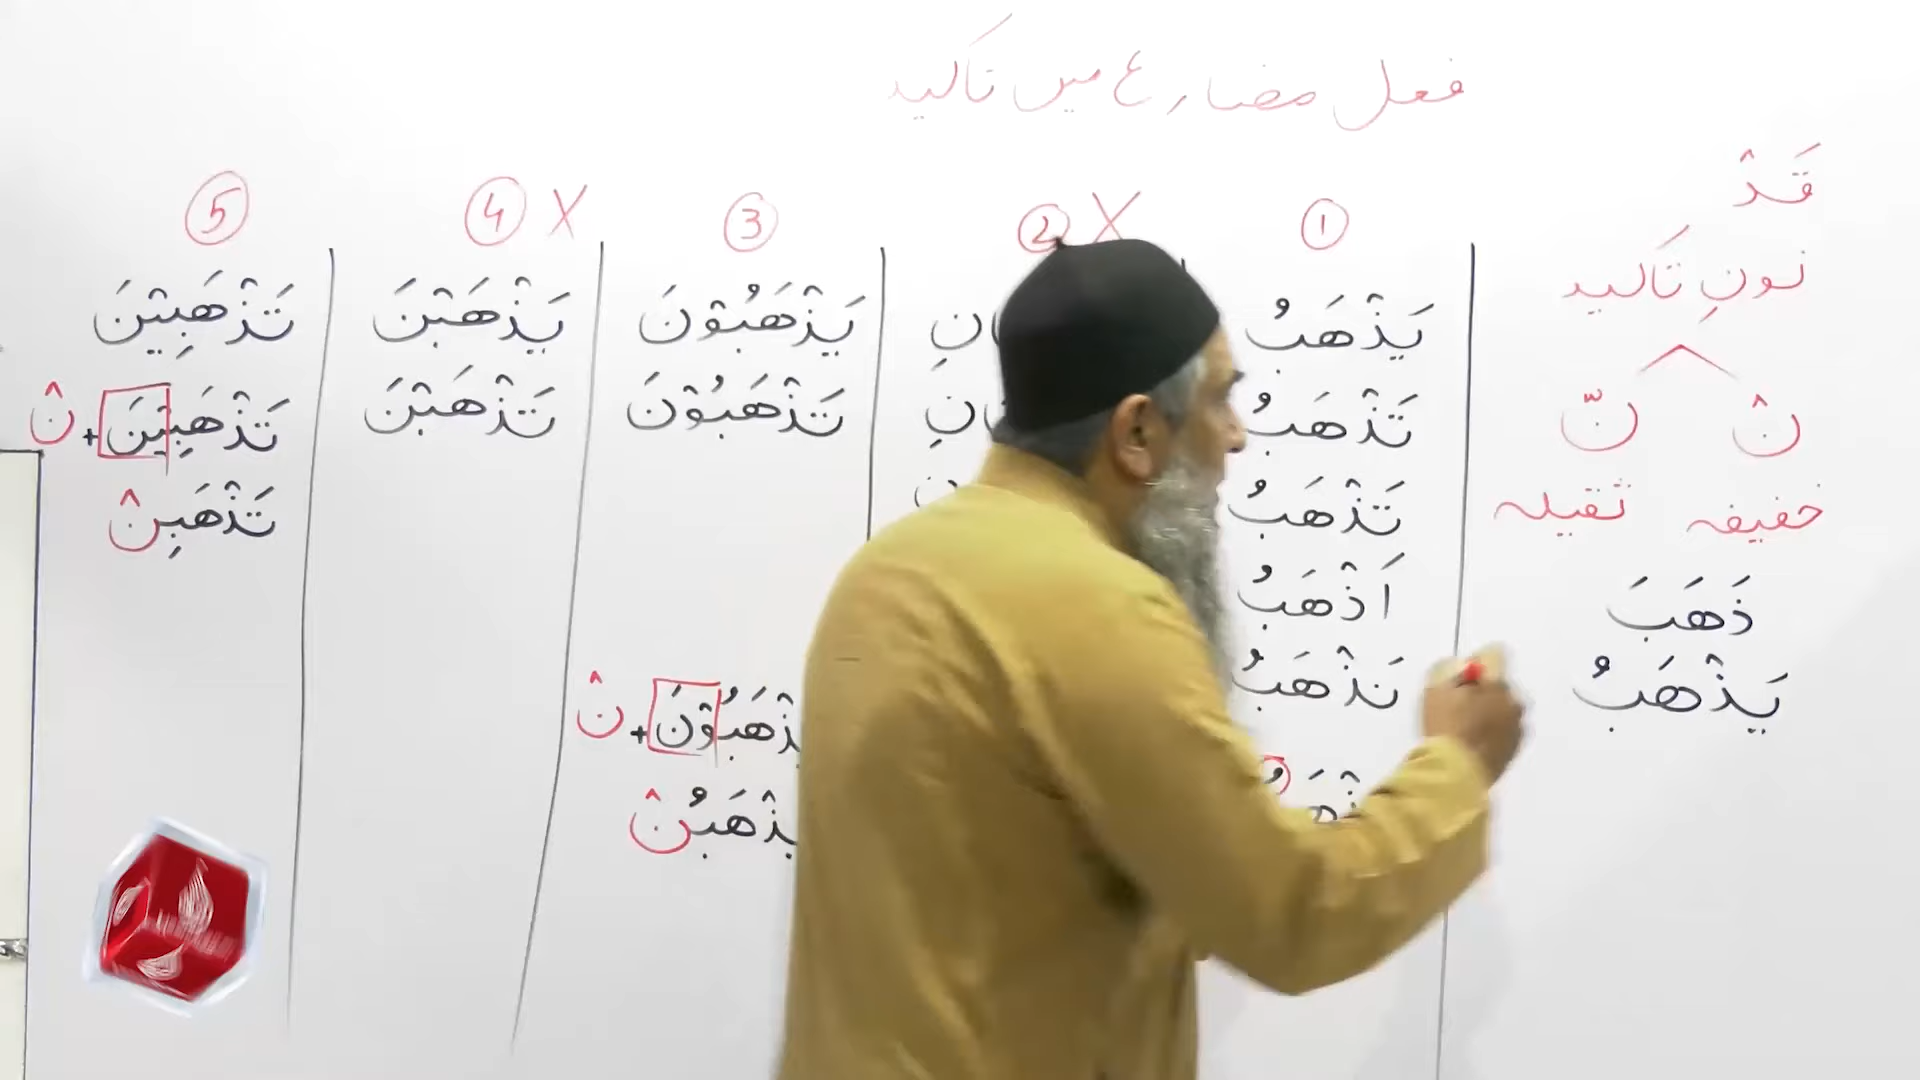 فعل مضارع میں تاکید
قَدْ
نونِ تاکید
نْ نّ
خفیفہ ثقیلہ
ذَهَبَ
يَذْهَبُ
①
يَذْهَبُ
تَذْهَبُ
تَذْهَبُ
اَذْهَبُ
نَذْهَبُ
② X
③
يَذْهَبُوْنَ
تَذْهَبُوْنَ
يَذْهَبُوْنَ + نْ
يَذْهَبُنْ
④ X
يَذْهَبْنَ
تَذْهَبْنَ
⑤
تَذْهَبِيْنَ
تَذْهَبِيْنَ + نْ
تَذْهَبِنْ